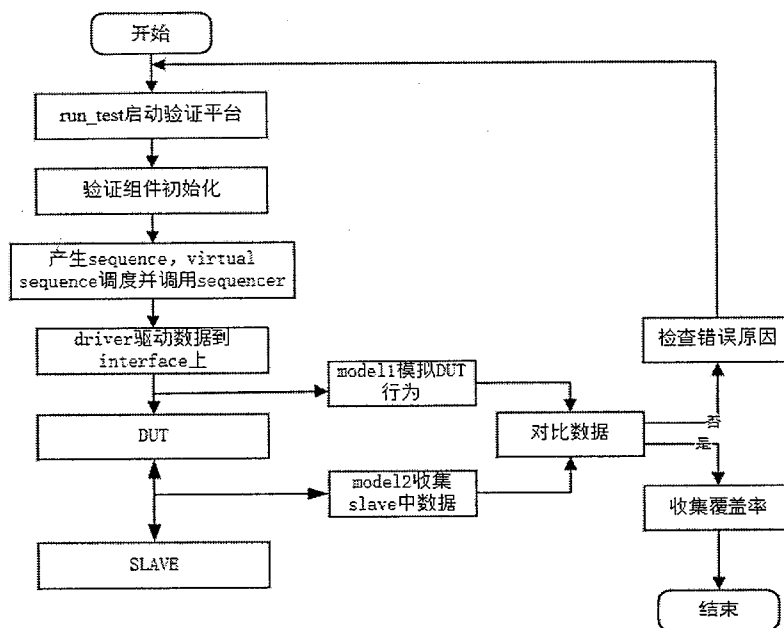 开始
run_test启动验证平台
验证组件初始化
产生sequence，virtual
sequence调度并调用sequencer
driver驱动数据到
interface上
model1模拟DUT
行为
DUT
model2收集
slave中数据
SLAVE
对比数据
检查错误原因
否
是
收集覆盖率
结束